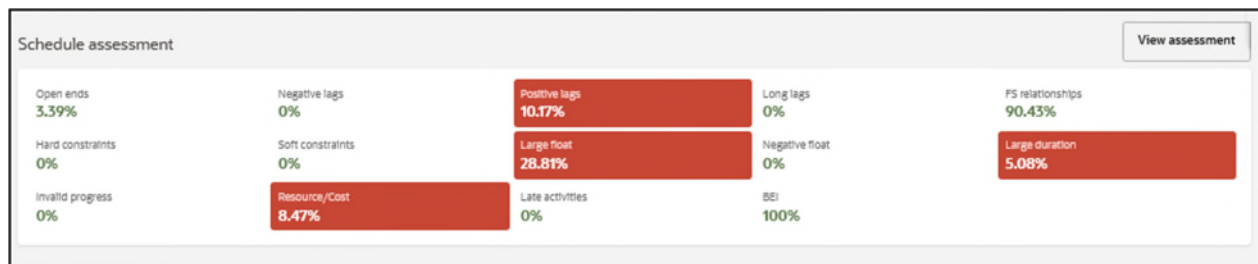 Schedule assessment
View assessment
Open ends
3.39%
Negative lags
0%
Positive lags
10.17%
Long lags
0%
FS relationships
90.43%
Hard constraints
0%
Soft constraints
0%
Large float
28.81%
Negative float
0%
Large duration
5.08%
Invalid progress
0%
Resource/Cost
8.47%
Late activities
0%
BEI
100%